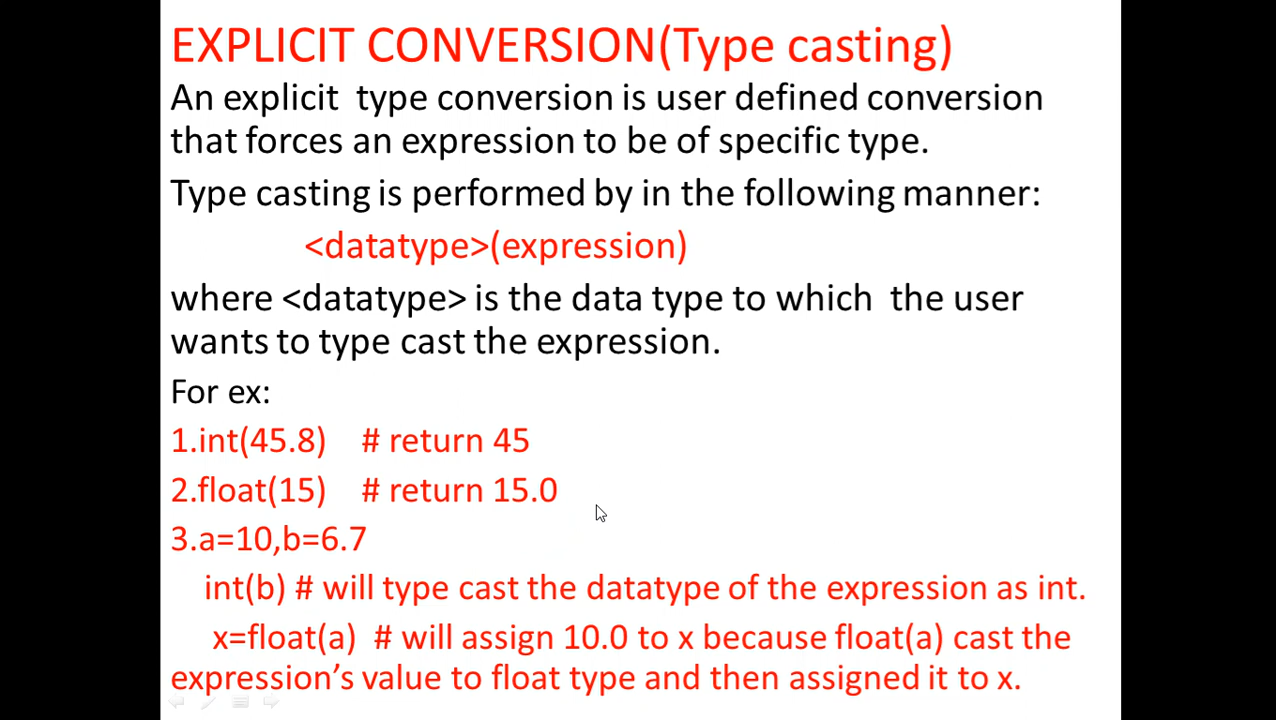 EXPLICIT CONVERSION(Type casting)
An explicit type conversion is user defined conversion
that forces an expression to be of specific type.
Type casting is performed by in the following manner:
<datatype>(expression)
where <datatype> is the data type to which the user
wants to type cast the expression.
For ex:
1.int(45.8) # return 45
2.float(15) # return 15.0
3.a=10,b=6.7
int(b) # will type cast the datatype of the expression as int.
x=float(a) # will assign 10.0 to x because float(a) cast the
expression’s value to float type and then assigned it to x.